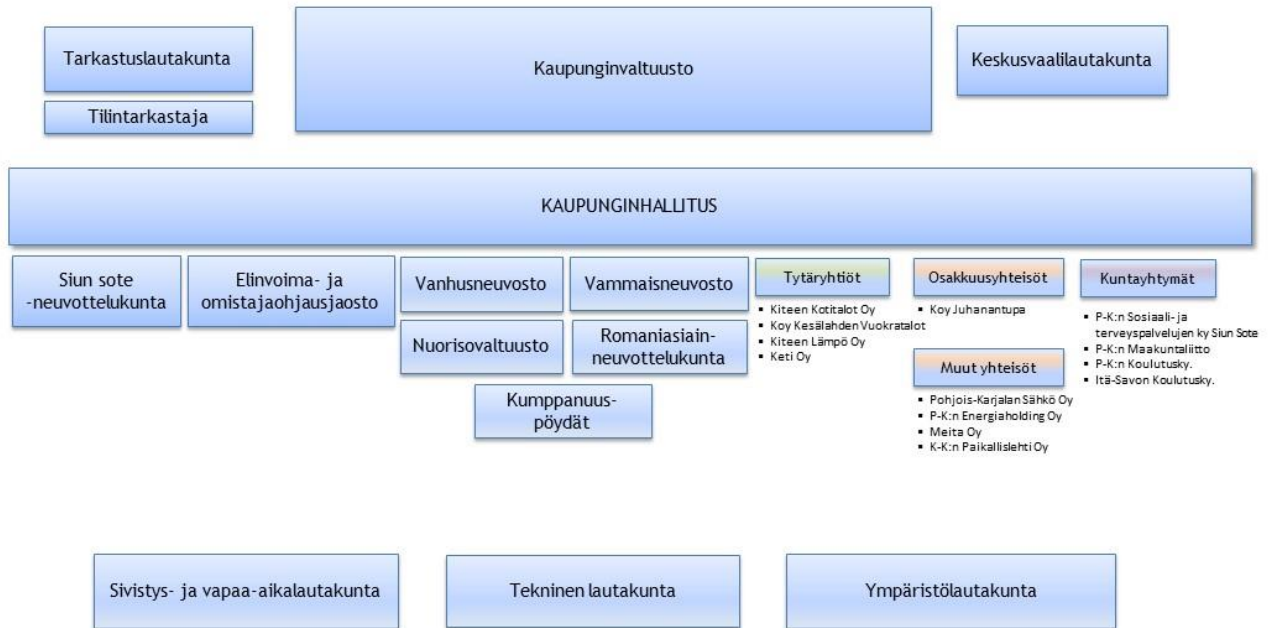 Tarkastuslautakunta
Tilintarkastaja
Kaupunginvaltuusto
Keskusvaalilautakunta
KAUPUNGINHALLITUS
Siun sote
-neuvottelukunta
Elinvoima- ja
omistajaohjausjaosto
Vanhusneuvosto
Vammaisneuvosto
Nuorisovaltuusto
Romaniasiain-
neuvottelukunta
Kumppanuus-
pöydät
Tytäryhtiöt
▪ Kiteen Kotitalot Oy
▪ Koy Kesälahden Vuokratalot
▪ Kiteen Lämpö Oy
▪ Keti Oy
Osakkuusyhteisöt
▪ Koy Juhanantupa
Muut yhteisöt
▪ Pohjois-Karjalan Sähkö Oy
▪ P-K:n Energiaholding Oy
▪ Meita Oy
▪ K-K:n Paikallislehti Oy
Kuntayhtymät
▪ P-K:n Sosiaali- ja
terveyspalvelujen ky Siun Sote
▪ P-K:n Maakuntaliitto
▪ P-K:n Koulutusky.
▪ Itä-Savon Koulutusky.
Sivistys- ja vapaa-aikalautakunta
Tekninen lautakunta
Ympäristölautakunta